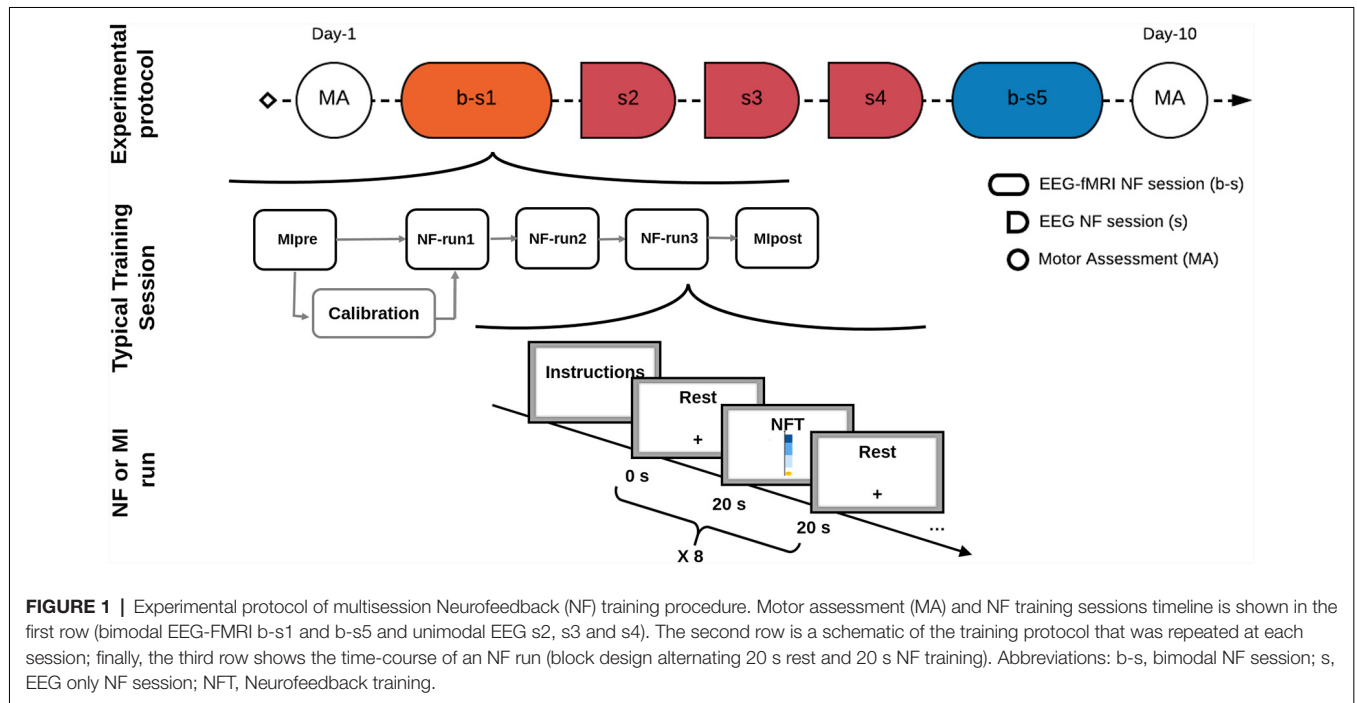 Experimental
protocol
Day-1
Day-10
MA
b-s1
s2
s3
s4
b-s5
MA
EEG-fMRI NF session (b-s)
EEG NF session (s)
Motor Assessment (MA)
Typical Training
Session
MIpre
NF-run1
NF-run2
NF-run3
MIpost
Calibration
NF or MI
run
Instructions
Rest
+
NFT
Rest
+
0 s
20 s
20 s
...
X 8
FIGURE 1 | Experimental protocol of multisession Neurofeedback (NF) training procedure. Motor assessment (MA) and NF training sessions timeline is shown in the
first row (bimodal EEG-FMRI b-s1 and b-s5 and unimodal EEG s2, s3 and s4). The second row is a schematic of the training protocol that was repeated at each
session; finally, the third row shows the time-course of an NF run (block design alternating 20 s rest and 20 s NF training). Abbreviations: b-s, bimodal NF session; s,
EEG only NF session; NFT, Neurofeedback training.